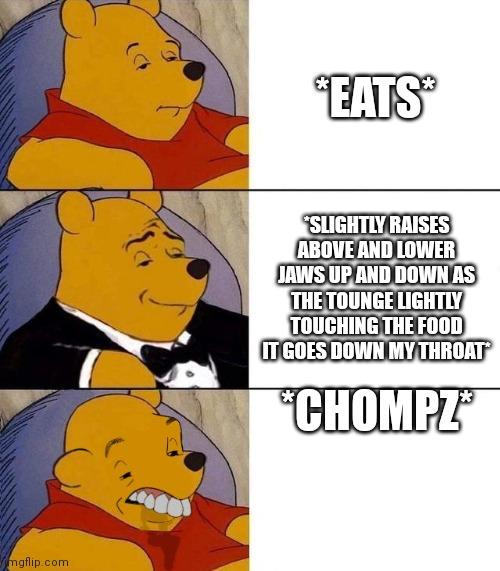 *EATS*
*SLIGHTLY RAISES
ABOVE AND LOWER
JAWS UP AND DOWN AS
THE TOUNGE LIGHTLY
TOUCHING THE FOOD
IT GOES DOWN MY THROAT*
*CHOMPZ*
imgflip.com